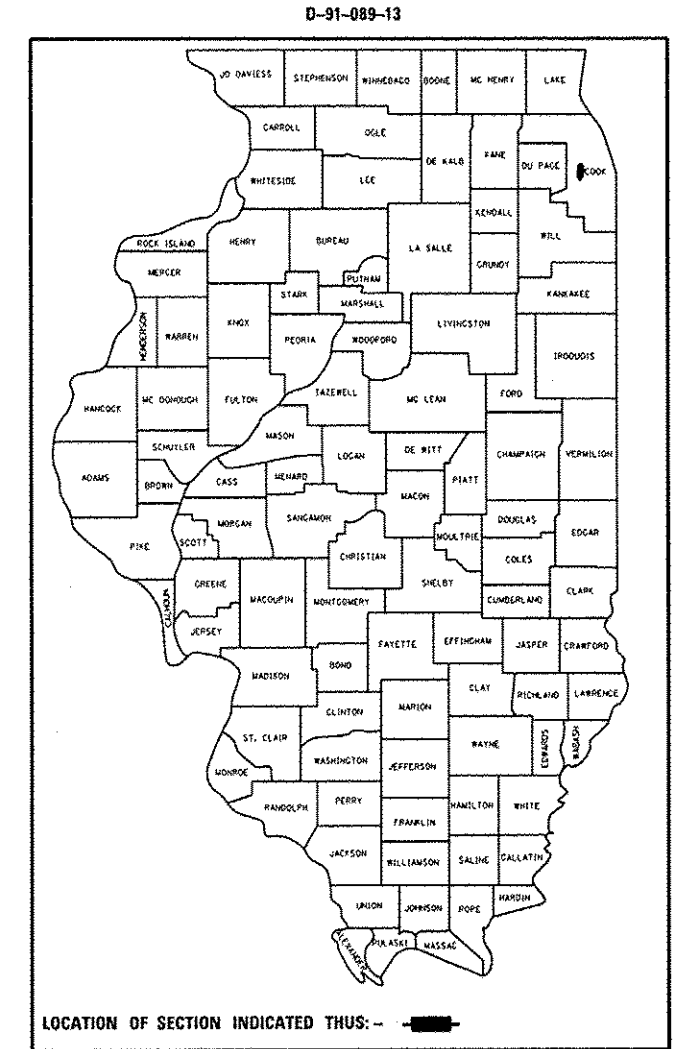 D-91-089-13
JO DAVIESS STEPHENSON WINNEBAGO BOONE MC HENRY LAKE
CARROLL OGLE
DE KALB KANE DU PAGE COOK
WHITESIDE LEE
KENDALL WILL
ROCK ISLAND HENRY BUREAU LA SALLE GRUNDY
MERCER PUTNAM
STARK MARSHALL KANKAKEE
HENDERSON WARREN KNOX PEORIA WOODFORD LIVINGSTON IROQUOIS
HANCOCK MC DONOUGH FULTON TAZEWELL MC LEAN FORD
MASON
SCHUYLER LOGAN DE WITT CHAMPAIGN VERMILION
ADAMS BROWN CASS MENARD MACON PIATT
PIKE SCOTT MORGAN SANGAMON CHRISTIAN MOULTRIE DOUGLAS EDGAR
COLES
CALHOUN GREENE MACOUPIN MONTGOMERY SHELBY CUMBERLAND CLARK
JERSEY FAYETTE EFFINGHAM JASPER CRAWFORD
MADISON BOND
CLAY RICHLAND LAWRENCE
CLINTON MARION
ST. CLAIR WAYNE EDWARDS WABASH
MONROE WASHINGTON JEFFERSON
RANDOLPH PERRY HAMILTON WHITE
FRANKLIN
JACKSON WILLIAMSON SALINE GALLATIN
UNION JOHNSON POPE HARDIN
ALEXANDER PULASKI MASSAC
LOCATION OF SECTION INDICATED THUS: -